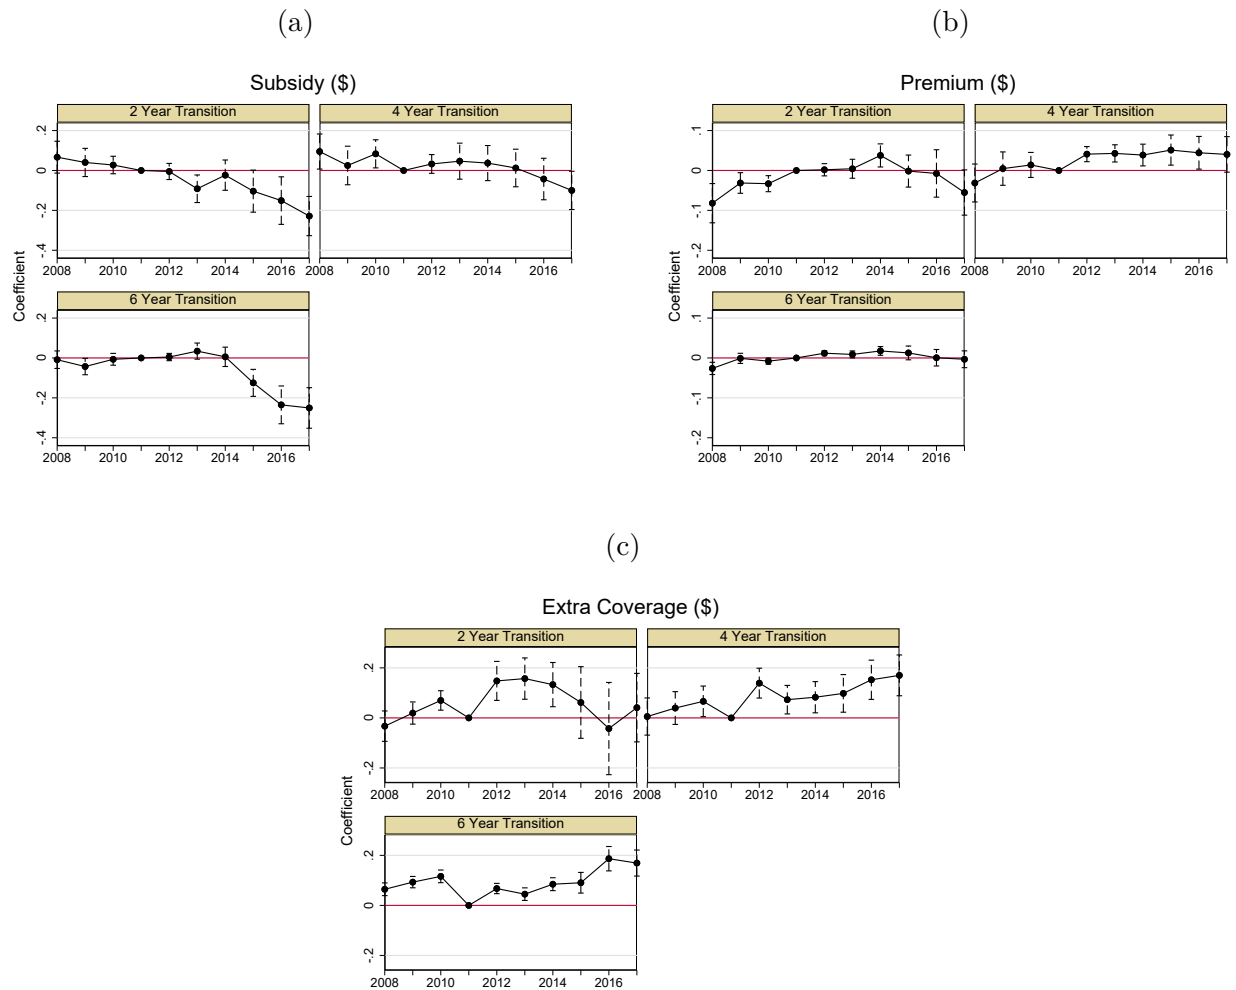 (a)
Subsidy ($)
2 Year Transition
4 Year Transition
.2
0
-.2
-.4
2008 2010 2012 2014 2016 2008 2010 2012 2014 2016
6 Year Transition
.2
0
-.2
-.4
2008 2010 2012 2014 2016
Coefficient
(b)
Premium ($)
2 Year Transition
4 Year Transition
.1
0
-.1
-.2
2008 2010 2012 2014 2016 2008 2010 2012 2014 2016
6 Year Transition
.1
0
-.1
-.2
2008 2010 2012 2014 2016
Coefficient
(c)
Extra Coverage ($)
2 Year Transition
4 Year Transition
.2
0
-.2
2008 2010 2012 2014 2016 2008 2010 2012 2014 2016
6 Year Transition
.2
0
-.2
2008 2010 2012 2014 2016
Coefficient